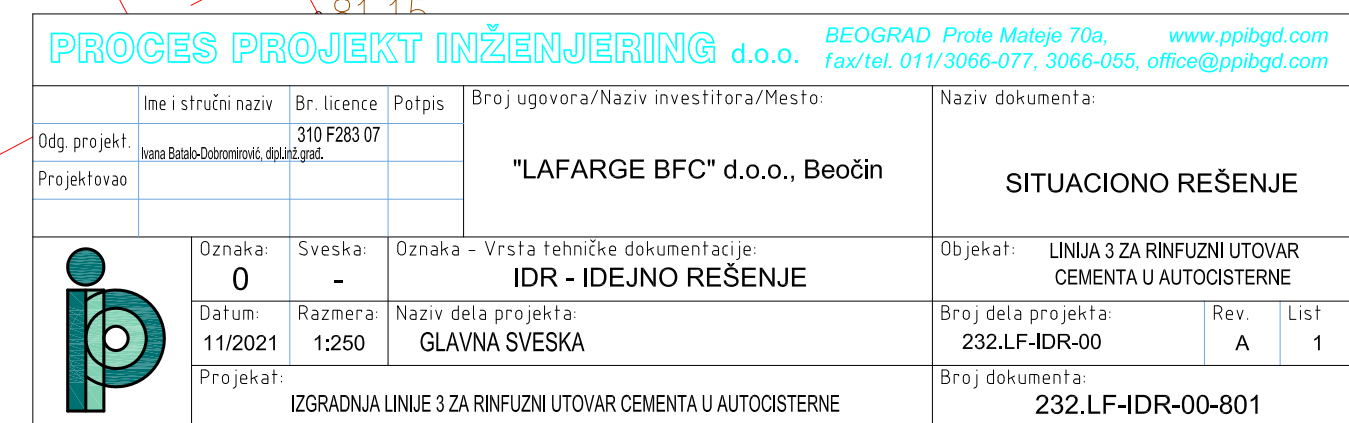 81.15
PROCES PROJEKT INŽENJERING d.o.o.
BEOGRAD Prote Mateje 70a, www.ppibgd.com
fax/tel. 011/3066-077, 3066-055, office@ppibgd.com
Ime i stručni naziv Br. licence Potpis
Odg. projekt. Ivana Batalo-Dobromirović, dipl.inž.građ. 310 F283 07
Projektovao
Broj ugovora/Naziv investitora/Mesto:
"LAFARGE BFC" d.o.o., Beočin
Naziv dokumenta:
SITUACIONO REŠENJE
Oznaka:
0
Sveska:
-
Oznaka - Vrsta tehničke dokumentacije:
IDR - IDEJNO REŠENJE
Objekat: LINIJA 3 ZA RINFUZNI UTOVAR
CEMENTA U AUTOCISTERNE
Datum:
11/2021
Razmera:
1:250
Naziv dela projekta:
GLAVNA SVESKA
Broj dela projekta:
232.LF-IDR-00
Rev.
A
List
1
Projekat:
IZGRADNJA LINIJE 3 ZA RINFUZNI UTOVAR CEMENTA U AUTOCISTERNE
Broj dokumenta:
232.LF-IDR-00-801